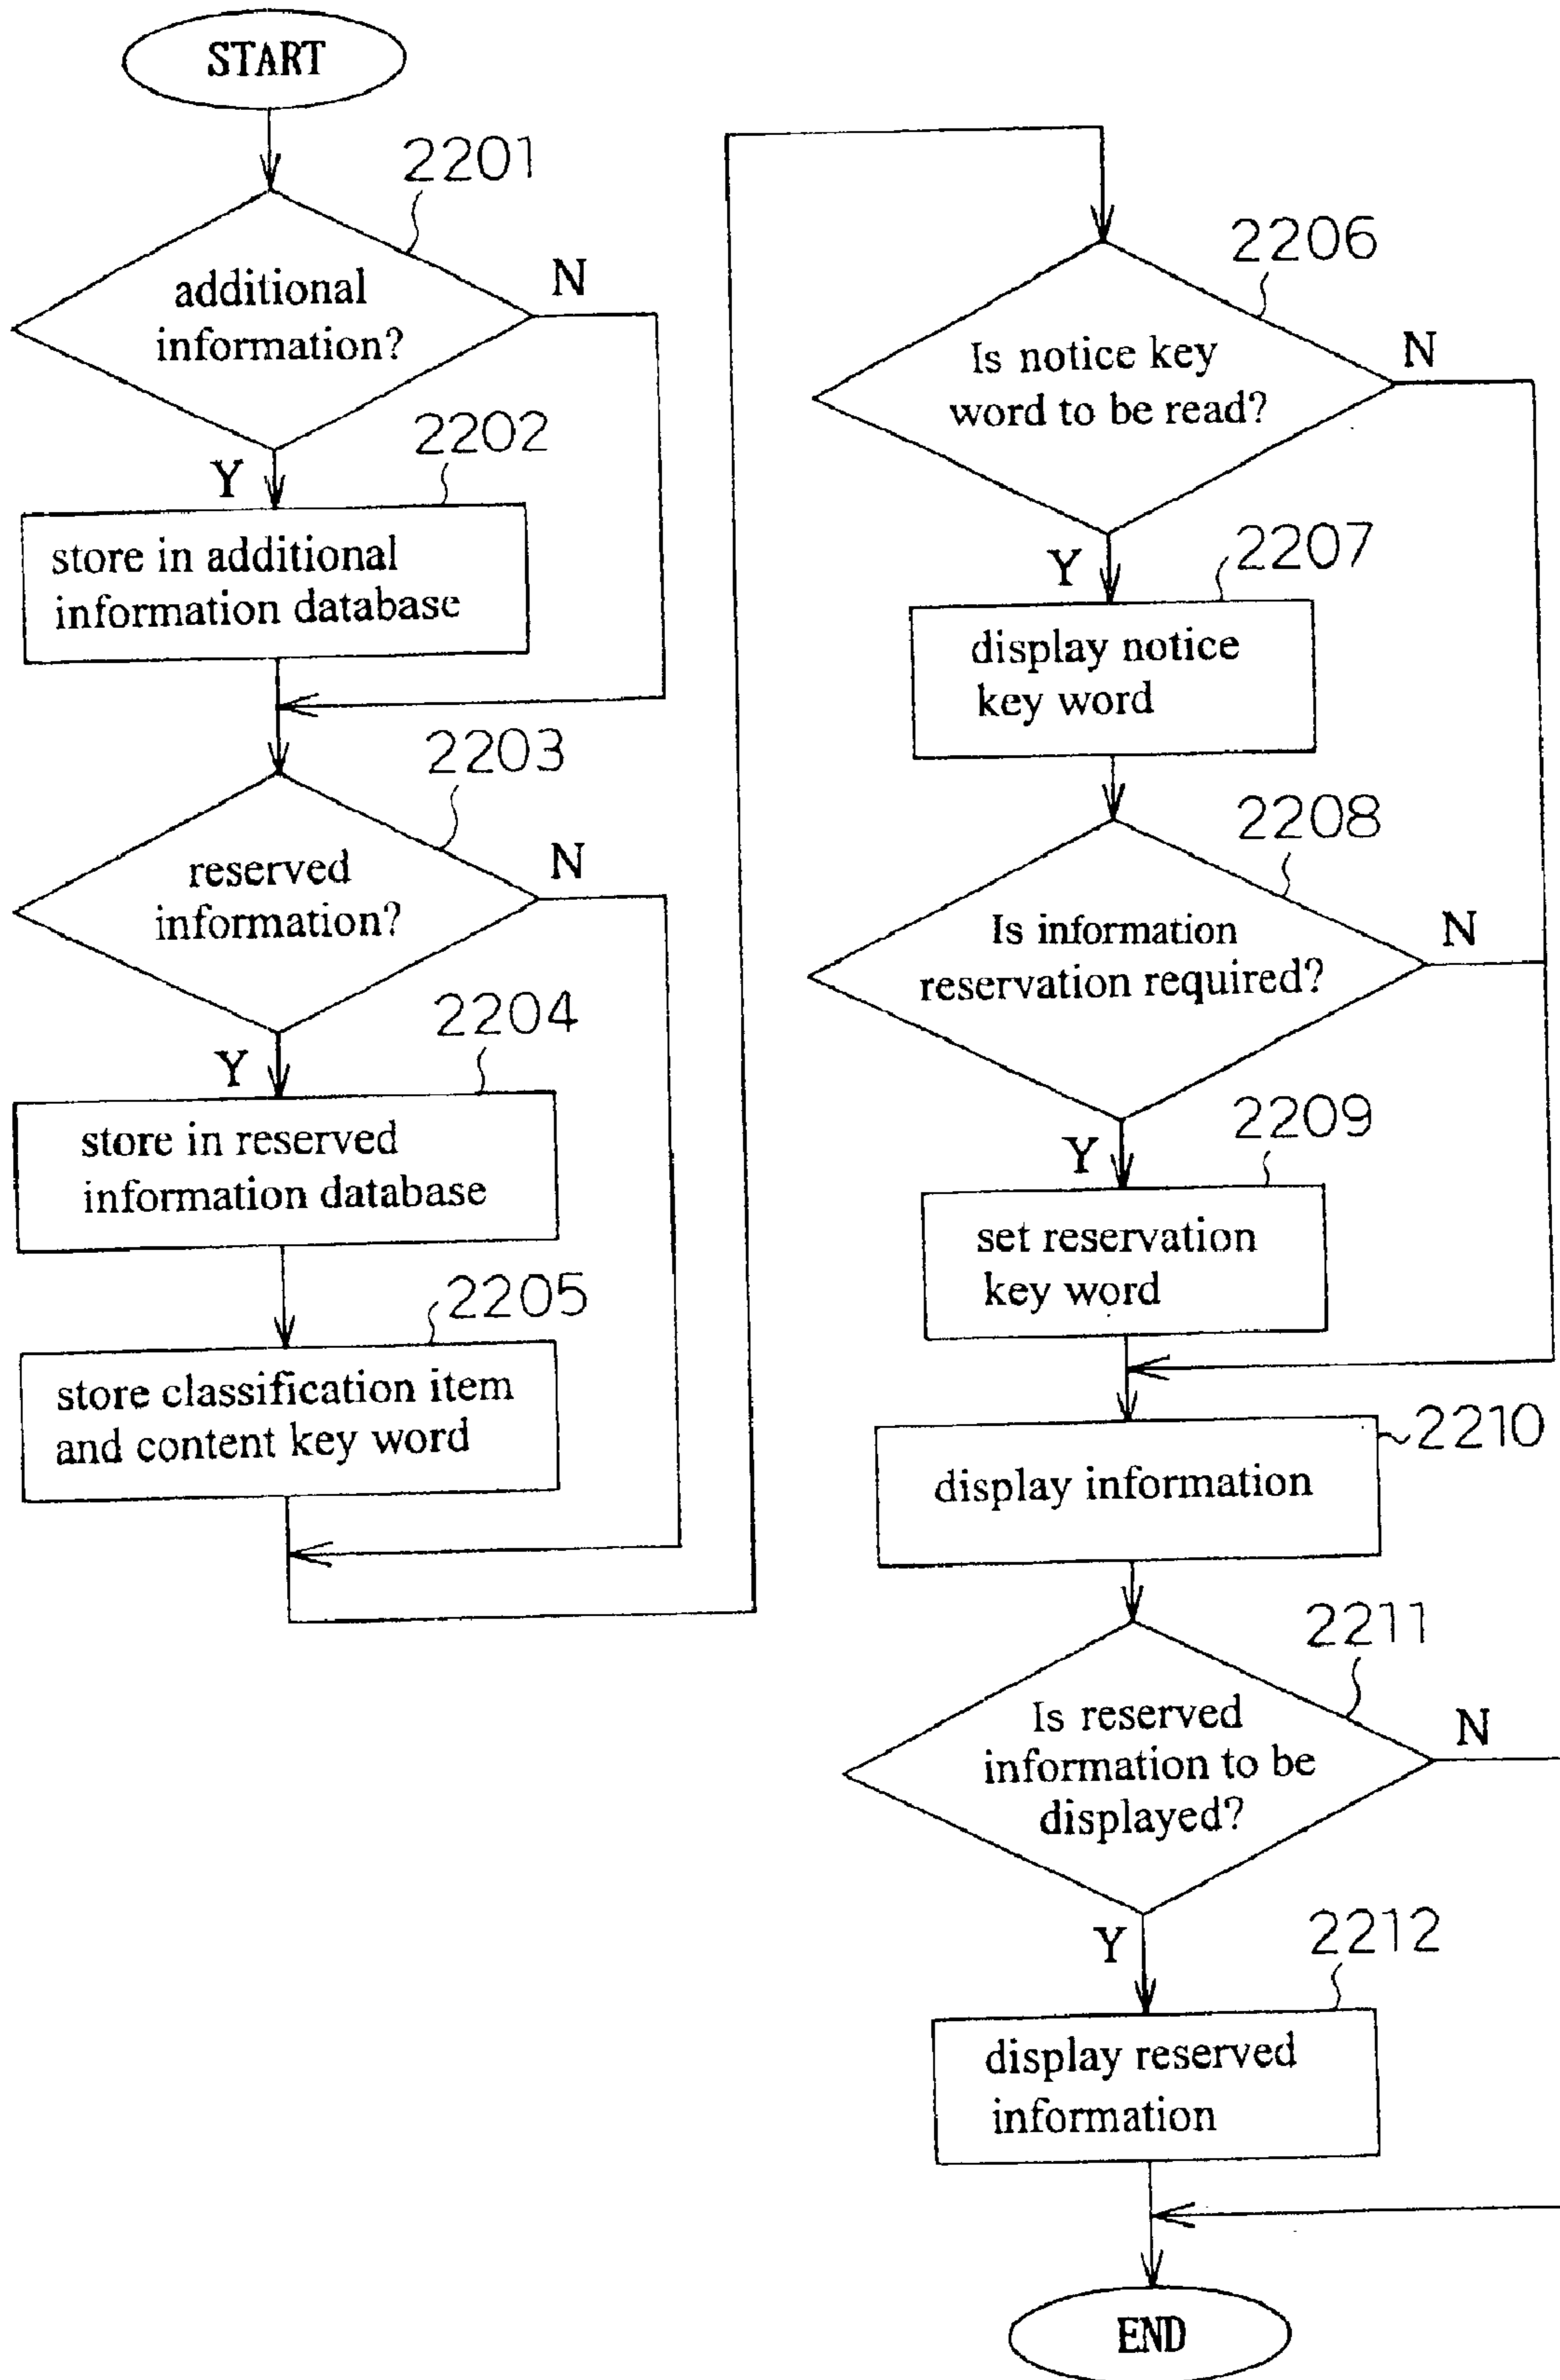 START
2201
additional
information?
N
Y
2202
store in additional
information database
2203
reserved
information?
N
Y
2204
store in reserved
information database
2205
store classification item
and content key word
2206
Is notice key
word to be read?
N
Y
2207
display notice
key word
2208
Is information
reservation required?
N
Y
2209
set reservation
key word
2210
display information
2211
Is reserved
information to be
displayed?
N
Y
2212
display reserved
information
END